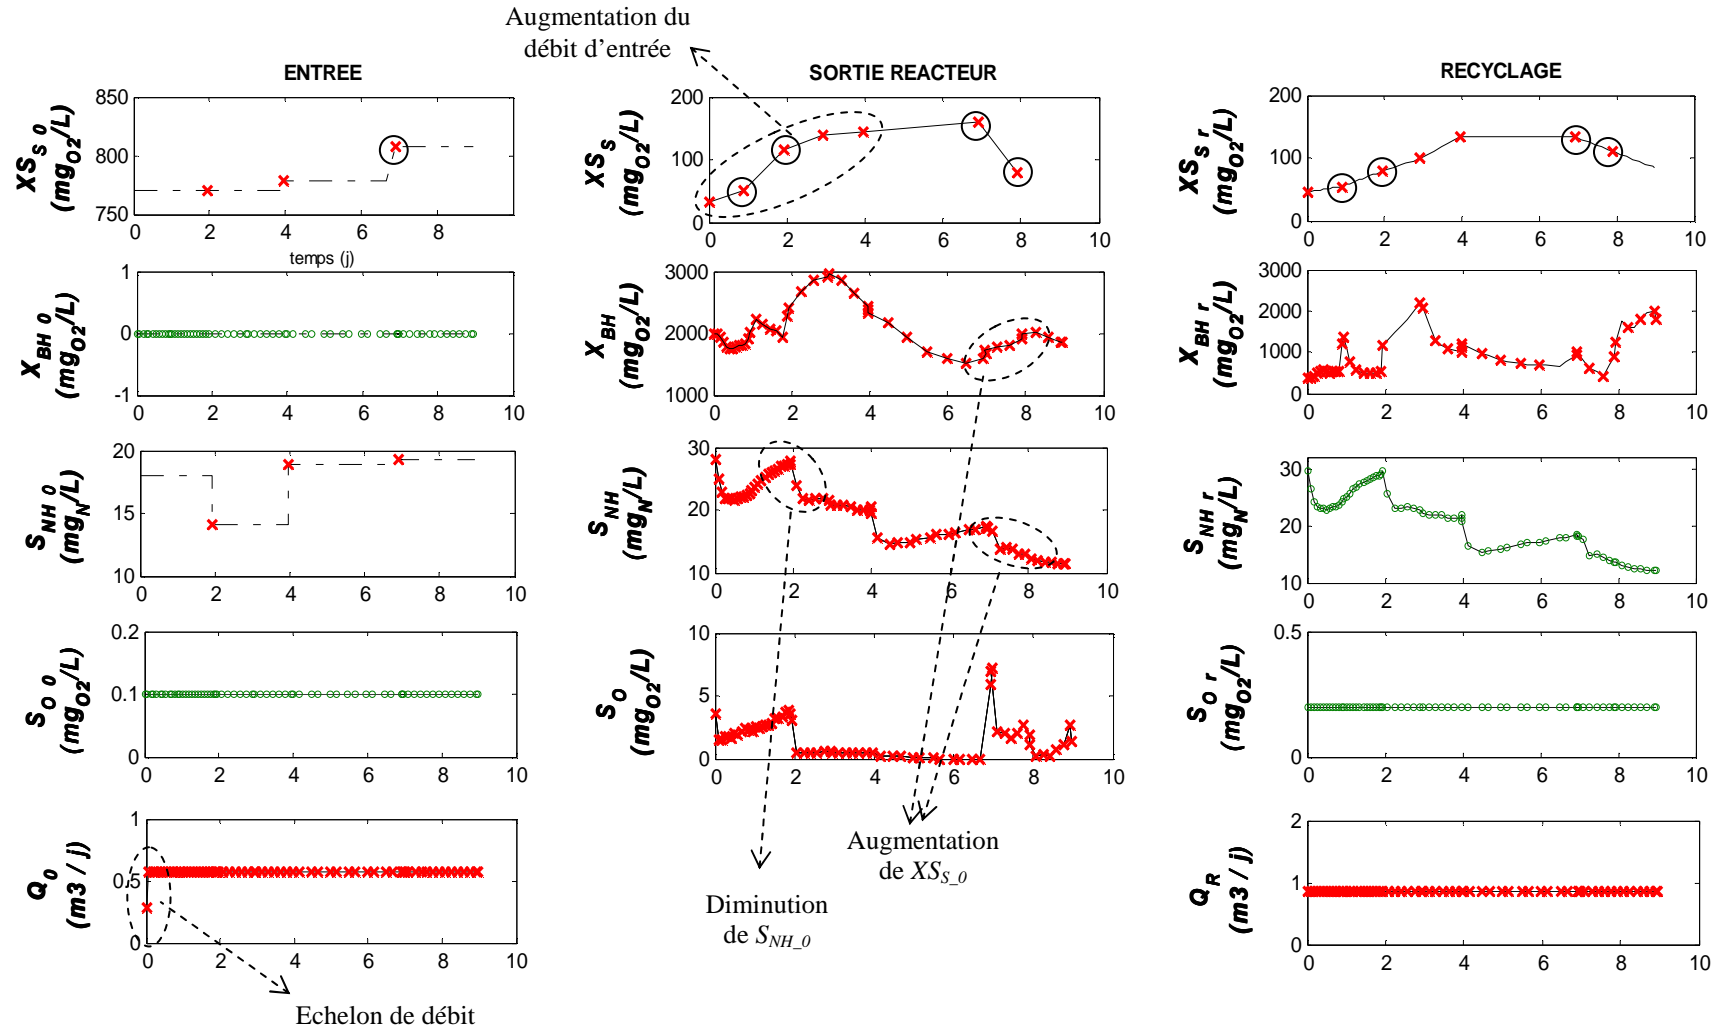 Augmentation du
débit d’entrée
ENTREE
SORTIE REACTEUR
RECYCLAGE
XS_S 0
(mg_O2/L)
850
800
750
0 2 4 6 8 10
temps (j)
XS_S
(mg_O2/L)
200
100
0
0 2 4 6 8 10
XS_S r
(mg_O2/L)
200
100
0
0 2 4 6 8 10
X_BH 0
(mg_O2/L)
1
0
-1
0 2 4 6 8 10
X_BH
(mg_O2/L)
3000
2000
1000
0 2 4 6 8 10
X_BH r
(mg_O2/L)
3000
2000
1000
0
0 2 4 6 8 10
S_NH 0
(mg_N/L)
20
15
10
0 2 4 6 8 10
S_NH
(mg_N/L)
30
20
10
0 2 4 6 8 10
S_NH r
(mg_N/L)
30
20
10
0 2 4 6 8 10
S_O 0
(mg_O2/L)
0.2
0.1
0
0 2 4 6 8 10
S_O
(mg_O2/L)
10
5
0
0 2 4 6 8 10
S_O r
(mg_O2/L)
0.5
0
0 2 4 6 8 10
Q_0
(m3 / j)
1
0.5
0
0 2 4 6 8 10
Augmentation
de XS_S_0
Diminution
de S_NH_0
Q_R
(m3 / j)
2
1
0
0 2 4 6 8 10
Echelon de débit